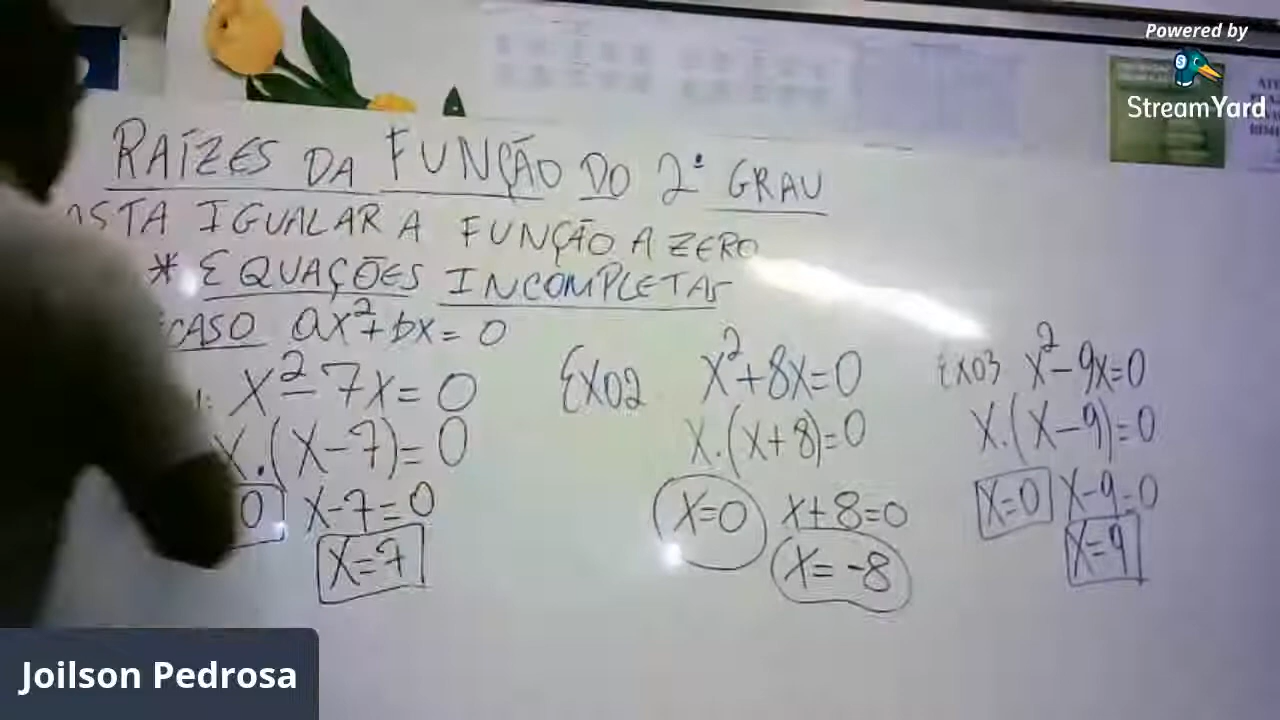 Powered by
StreamYard
RAÍZES DA FUNÇÃO DO 2° GRAU
IGUALAR A FUNÇÃO A ZERO
* EQUAÇÕES INCOMPLETAS
CASO ax²+bx=0
x²-7x=0
x.(x-7)=0
0 x-7=0
x=7
Ex02 x²+8x=0
x.(x+8)=0
x=0 x+8=0
x=-8
Ex03 x²-9x=0
x.(x-9)=0
x=0 x-9=0
x=9
Joilson Pedrosa